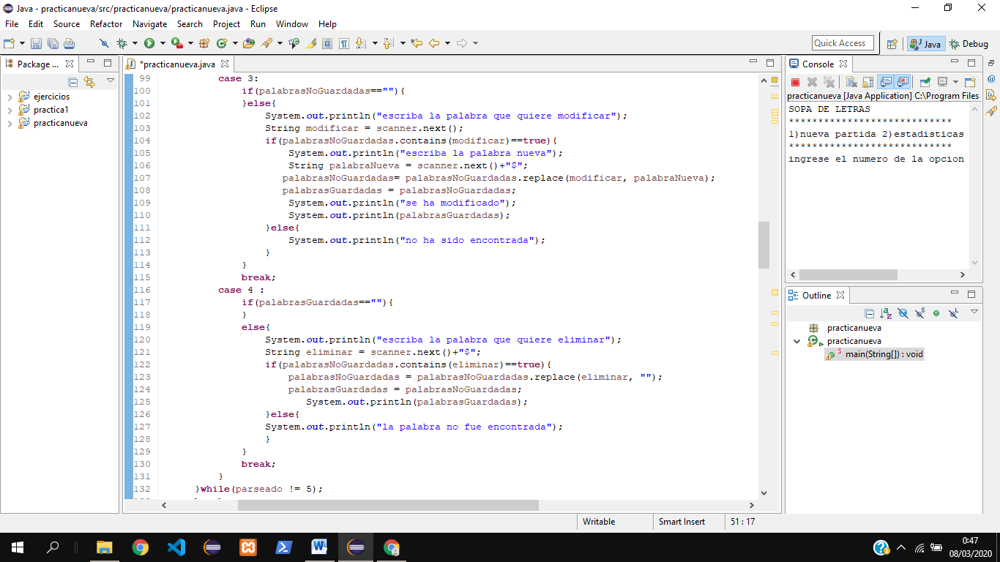 Java - practicanueva/src/practicanueva/practicanueva.java - Eclipse
File Edit Source Refactor Navigate Search Project Run Window Help
Quick Access
Java
Debug
Package ...
ejercicios
practica1
practicanueva
*practicanueva.java
99 case 3:
100 if(palabrasNoGuardadas==""){
101 }else{
102 System.out.println("escriba la palabra que quiere modificar");
103 String modificar = scanner.next();
104 if(palabrasNoGuardadas.contains(modificar)==true){
105 System.out.println("escriba la palabra nueva");
106 String palabraNueva = scanner.next()+"$";
107 palabrasNoGuardadas= palabrasNoGuardadas.replace(modificar, palabraNueva);
108 palabrasGuardadas = palabrasNoGuardadas;
109 System.out.println("se ha modificado");
110 System.out.println(palabrasGuardadas);
111 }else{
112 System.out.println("no ha sido encontrada");
113 }
114 }
115 break;
116 case 4 :
117 if(palabrasGuardadas==""){
118 }
119 else{
120 System.out.println("escriba la palabra que quiere eliminar");
121 String eliminar = scanner.next()+"$";
122 if(palabrasNoGuardadas.contains(eliminar)==true){
123 palabrasNoGuardadas = palabrasNoGuardadas.replace(eliminar, "");
124 palabrasGuardadas = palabrasNoGuardadas;
125 System.out.println(palabrasGuardadas);
126 }else{
127 System.out.println("la palabra no fue encontrada");
128 }
129 }
130 break;
131 }
132 }while(parseado != 5);
Console
practicanueva [Java Application] C:\Program Files
SOPA DE LETRAS
****************************
1)nueva partida 2)estadisticas
****************************
ingrese el numero de la opcion
Outline
practicanueva
practicanueva
main(String[]) : void
Writable
Smart Insert
51 : 17
0:47
08/03/2020